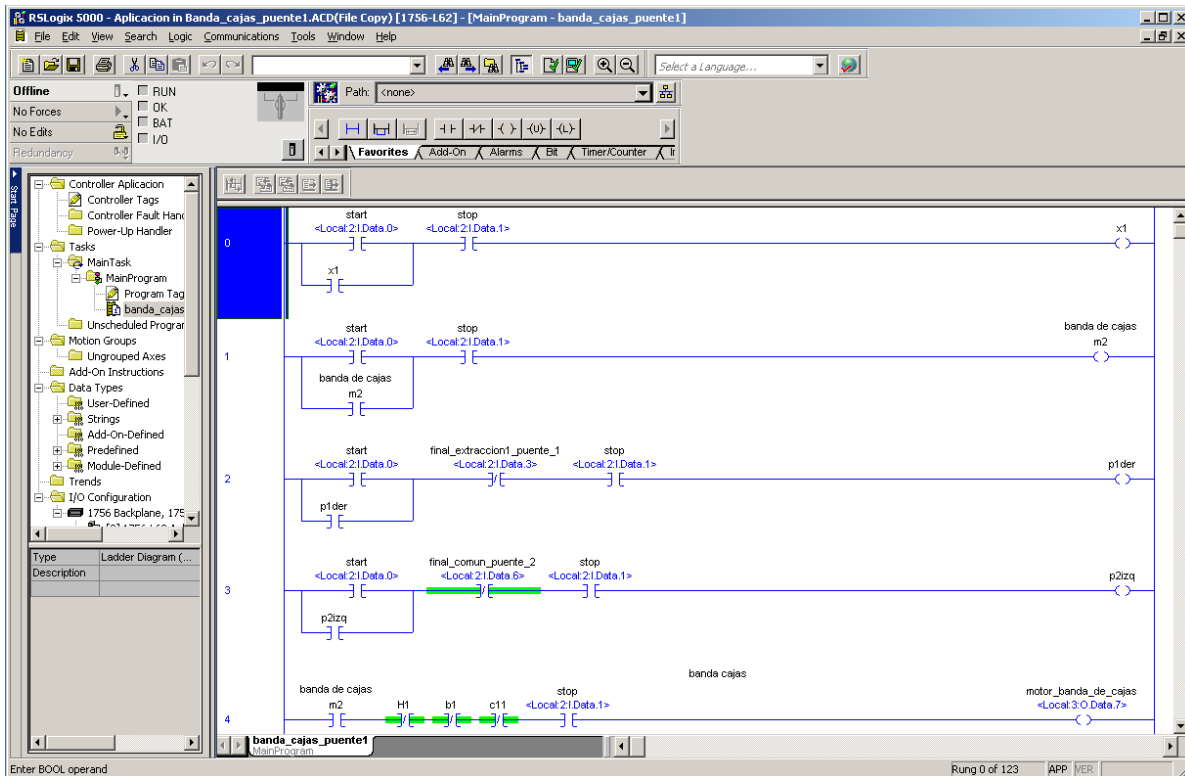 RSLogix 5000 - Aplicacion in Banda_cajas_puente1.ACD(File Copy) [1756-L62] - [MainProgram - banda_cajas_puente1]
File Edit View Search Logic Communications Tools Window Help
Select a Language...
Offline
RUN
No Forces
OK
BAT
No Edits
I/O
Redundancy
Path: <none>
Favorites Add-On Alarms Bit Timer/Counter
Start Page
Controller Aplicacion
Controller Tags
Controller Fault Hand
Power-Up Handler
Tasks
MainTask
MainProgram
Program Tag
banda_cajas
Unscheduled Program
Motion Groups
Ungrouped Axes
Add-On Instructions
Data Types
User-Defined
Strings
Add-On-Defined
Predefined
Module-Defined
Trends
I/O Configuration
1756 Backplane, 175
Type Ladder Diagram (...
Description
0
start stop
<Local:2:I.Data.0> <Local:2:I.Data.1> x1
x1
1
banda de cajas
start stop
<Local:2:I.Data.0> <Local:2:I.Data.1> m2
banda de cajas
m2
2
start final_extraccion1_puente_1 stop
<Local:2:I.Data.0> <Local:2:I.Data.3> <Local:2:I.Data.1> p1der
p1der
3
start final_comun_puente_2 stop
<Local:2:I.Data.0> <Local:2:I.Data.6> <Local:2:I.Data.1> p2izq
p2izq
banda cajas
4
banda de cajas stop motor_banda_de_cajas
m2 H1 b1 c11 <Local:2:I.Data.1> <Local:3:O.Data.7>
banda_cajas_puente1
MainProgram
Enter BOOL operand
Rung 0 of 123 APP VER